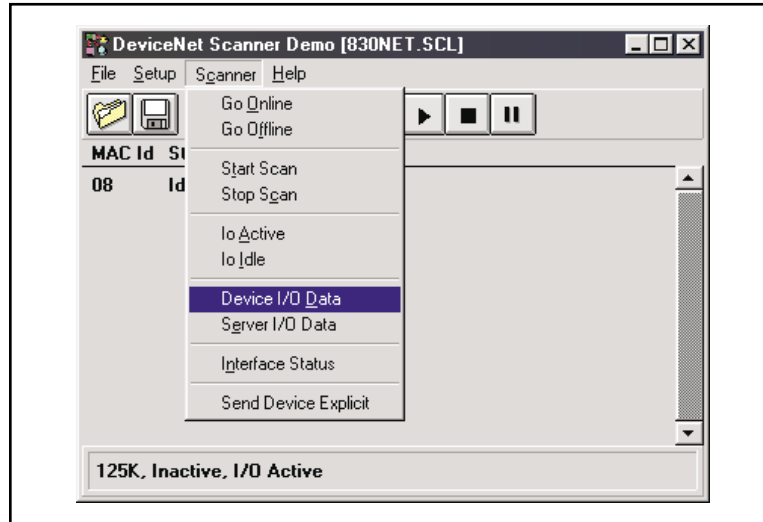 DeviceNet Scanner Demo [830NET.SCL]
File Setup Scanner Help
MAC Id
08
Go Online
Go Offline
Start Scan
Stop Scan
Io Active
Io Idle
Device I/O Data
Server I/O Data
Interface Status
Send Device Explicit
125K, Inactive, I/O Active